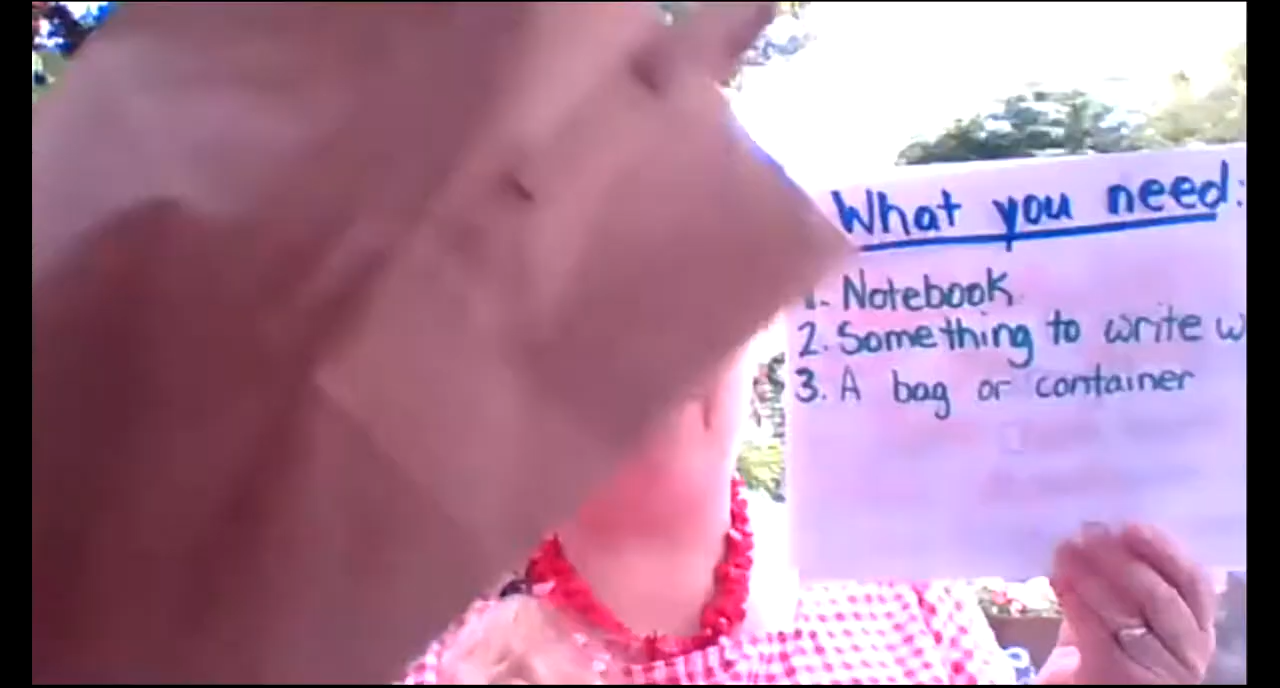 What you need:
1. Notebook
2. Something to write w
3. A bag or container